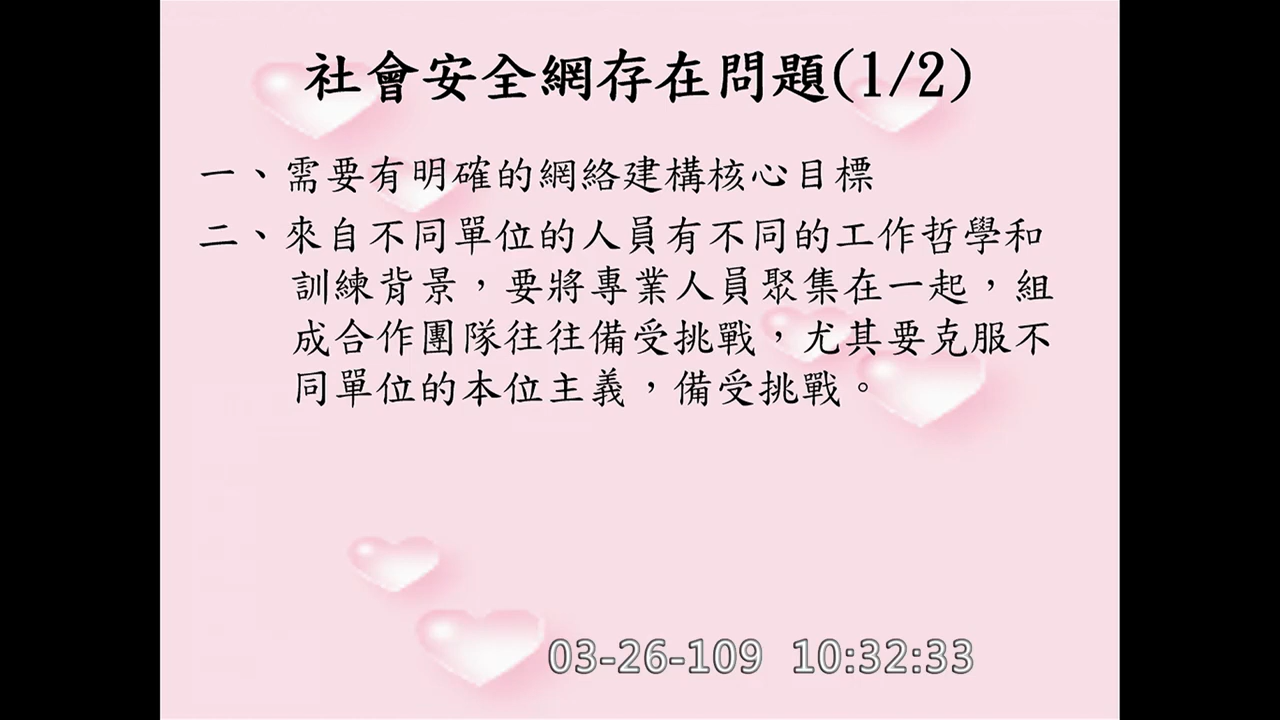 社會安全網存在問題(1/2)
一、需要有明確的網絡建構核心目標
二、來自不同單位的人員有不同的工作哲學和
訓練背景，要將專業人員聚集在一起，組
成合作團隊往往備受挑戰，尤其要克服不
同單位的本位主義，備受挑戰。
03-26-109 10:32:33